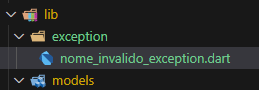 lib
exception
nome_invalido_exception.dart
models